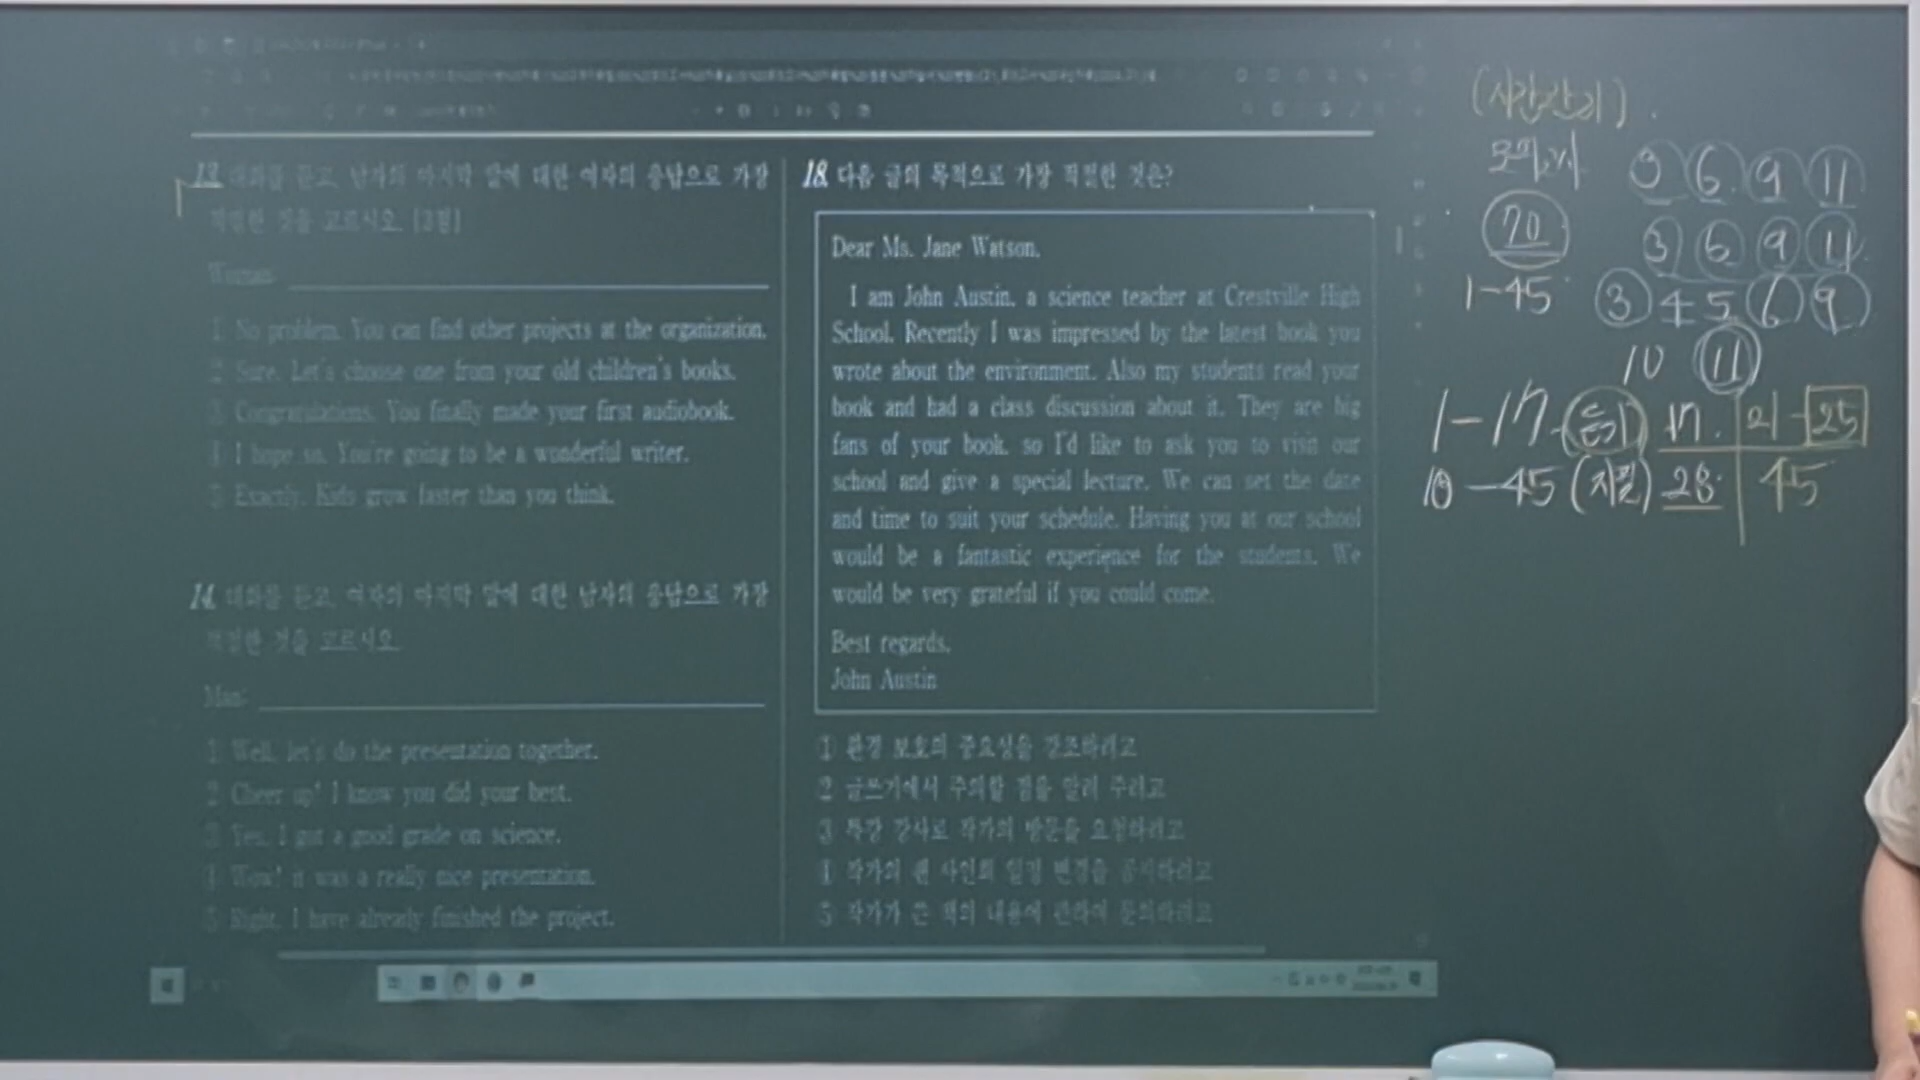 13. 대화를 듣고, 남자의 마지막 말에 대한 여자의 응답으로 가장
적절한 것을 고르시오. [3점]
Woman:
① No problem. You can find other projects at the organization.
② Sure. Let's choose one from your old children's books.
③ Congratulations. You finally made your first audiobook.
④ I hope so. You're going to be a wonderful writer.
⑤ Exactly. Kids grow faster than you think.
14. 대화를 듣고, 여자의 마지막 말에 대한 남자의 응답으로 가장
적절한 것을 고르시오.
Man:
① Well, let's do the presentation together.
② Cheer up! I know you did your best.
③ Yes, I got a good grade on science.
④ Wow! it was a really nice presentation.
⑤ Right. I have already finished the project.
18. 다음 글의 목적으로 가장 적절한 것은?
Dear Ms. Jane Watson,
I am John Austin, a science teacher at Crestville High
School. Recently I was impressed by the latest book you
wrote about the environment. Also my students read your
book and had a class discussion about it. They are big
fans of your book, so I'd like to ask you to visit our
school and give a special lecture. We can set the date
and time to suit your schedule. Having you at our school
would be a fantastic experience for the students. We
would be very grateful if you could come.
Best regards,
John Austin
① 환경 보호의 중요성을 강조하려고
② 글쓰기에서 주의할 점을 알려 주려고
③ 특강 강사로 작가의 방문을 요청하려고
④ 작가의 팬 사인회 일정 변경을 공지하려고
⑤ 작가가 쓴 책의 내용에 관하여 문의하려고
3 6 9 11
70
3 6 9 11
1-45
3 4 5 6 9
10 11
1-17 듣기 17. 21-25
18-45 (지필) 28 45